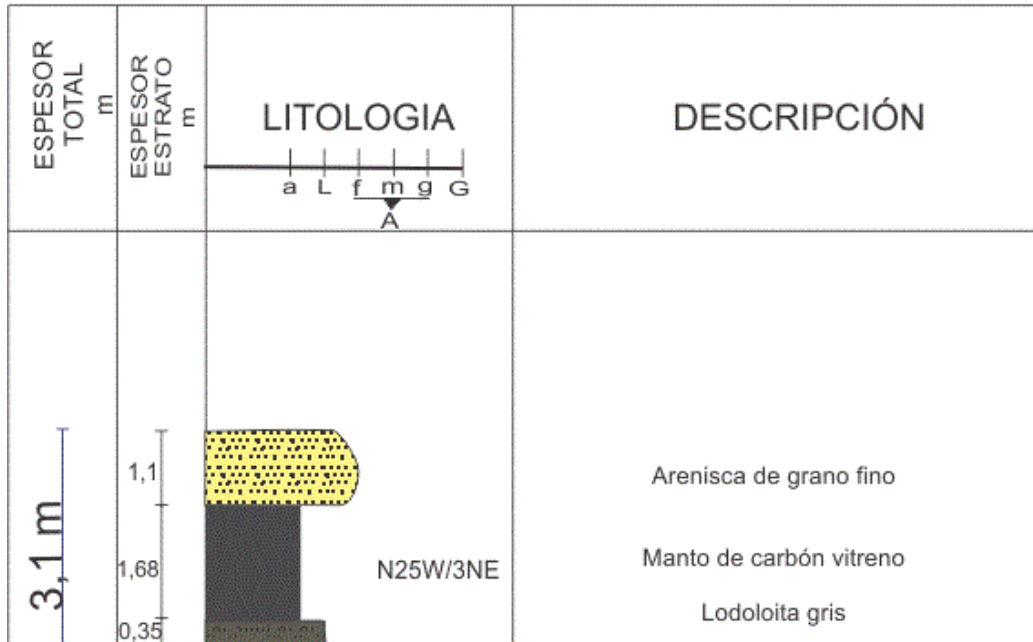 ESPESOR
TOTAL
m
ESPESOR
ESTRATO
m
LITOLOGIA
a L f m g G
A
DESCRIPCIÓN
3,1 m
1,1
Arenisca de grano fino
1,68
N25W/3NE
Manto de carbón vitreno
0,35
Lodoloita gris